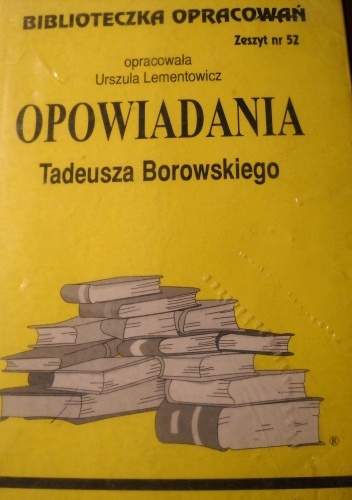 BIBLIOTECZKA OPRACOWAŃ
Zeszyt nr 52
opracowała
Urszula Lementowicz
OPOWIADANIA
Tadeusza Borowskiego
®